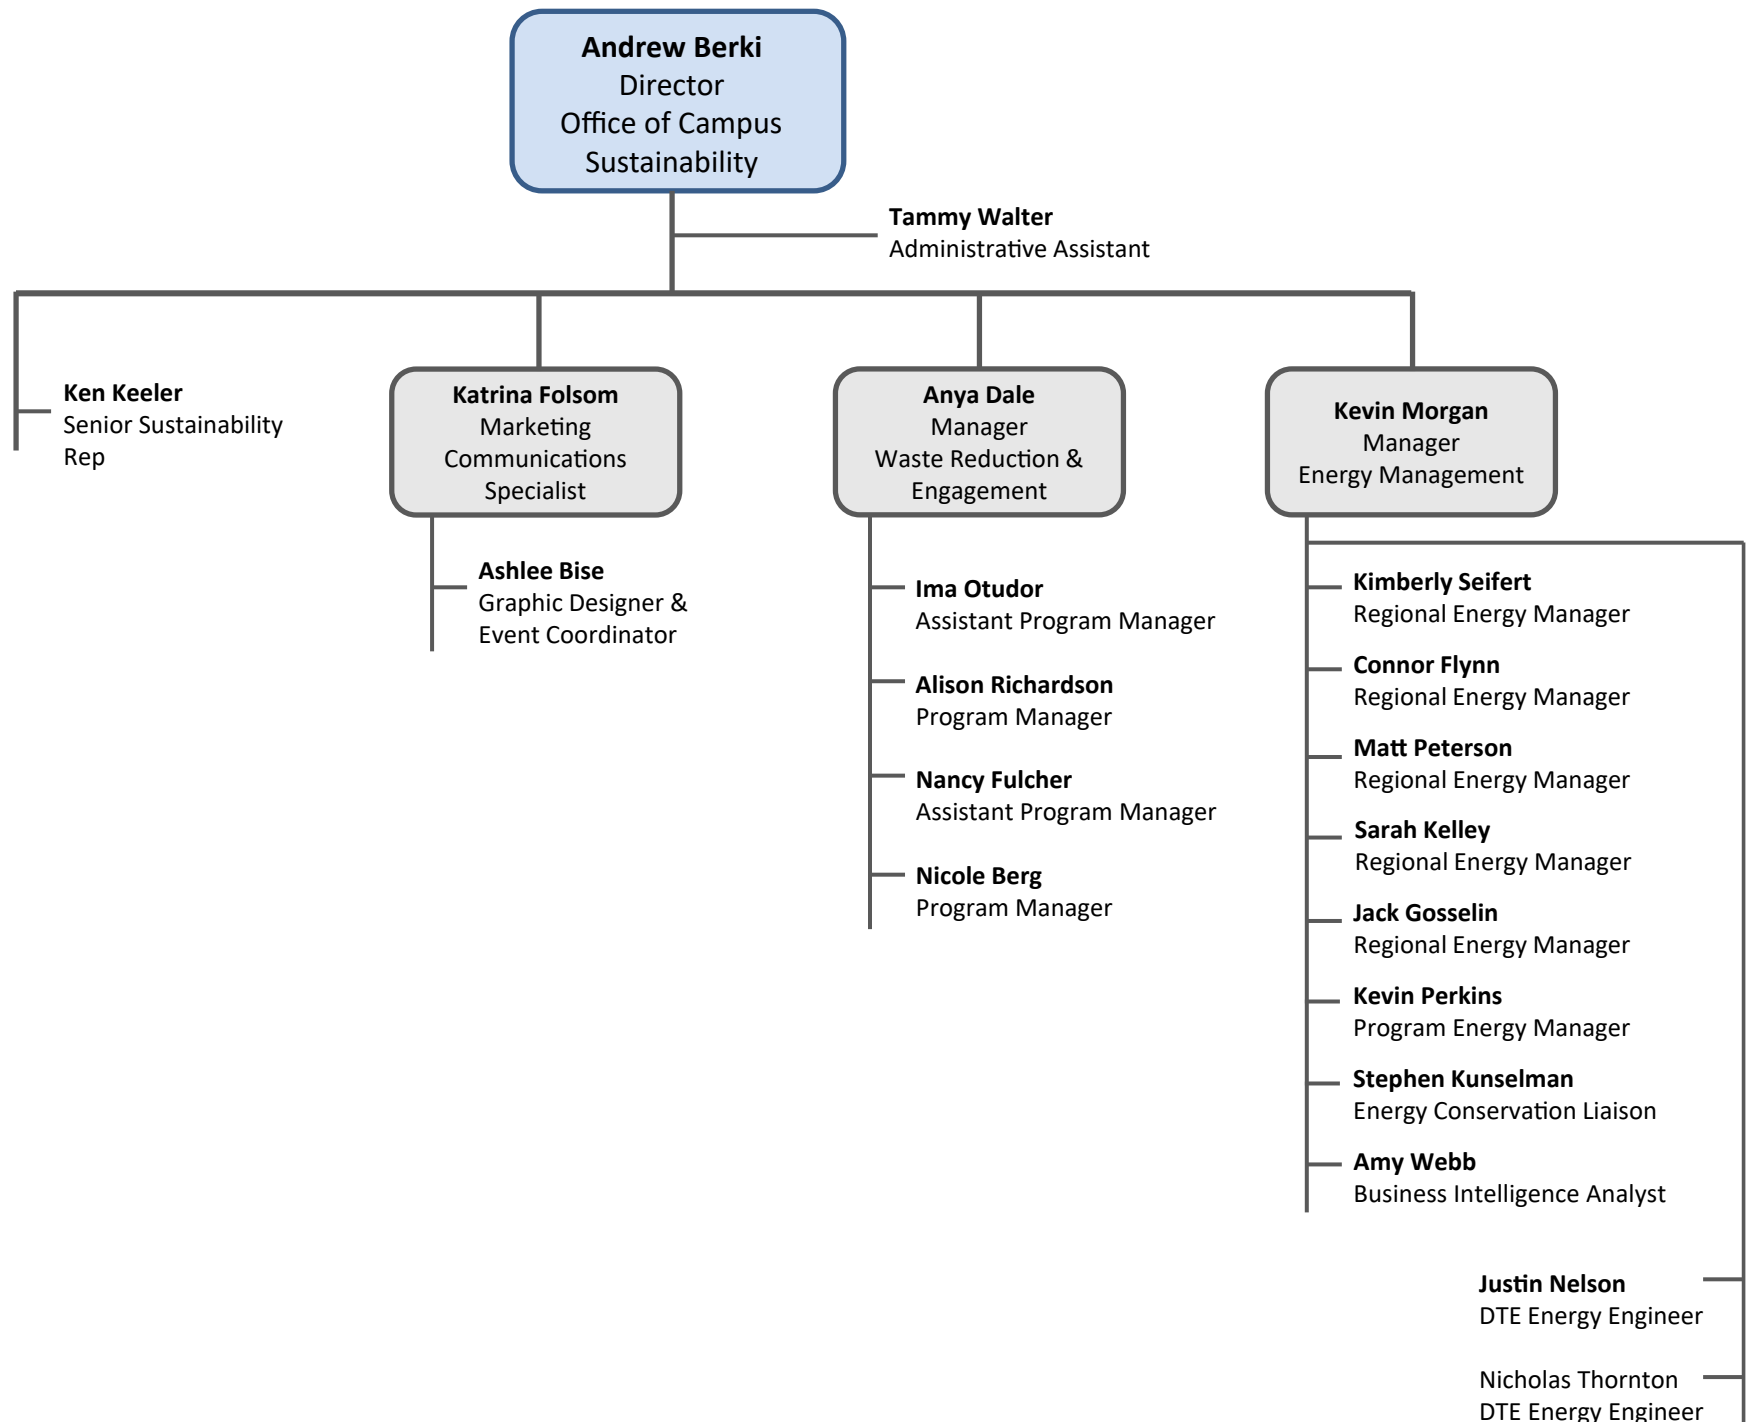 Andrew Berki
Director
Office of Campus
Sustainability
Tammy Walter
Administrative Assistant
Ken Keeler
Senior Sustainability
Rep
Katrina Folsom
Marketing
Communications
Specialist
Ashlee Bise
Graphic Designer &
Event Coordinator
Anya Dale
Manager
Waste Reduction &
Engagement
Ima Otudor
Assistant Program Manager
Alison Richardson
Program Manager
Nancy Fulcher
Assistant Program Manager
Nicole Berg
Program Manager
Kevin Morgan
Manager
Energy Management
Kimberly Seifert
Regional Energy Manager
Connor Flynn
Regional Energy Manager
Matt Peterson
Regional Energy Manager
Sarah Kelley
Regional Energy Manager
Jack Gosselin
Regional Energy Manager
Kevin Perkins
Program Energy Manager
Stephen Kunselman
Energy Conservation Liaison
Amy Webb
Business Intelligence Analyst
Justin Nelson
DTE Energy Engineer
Nicholas Thornton
DTE Energy Engineer